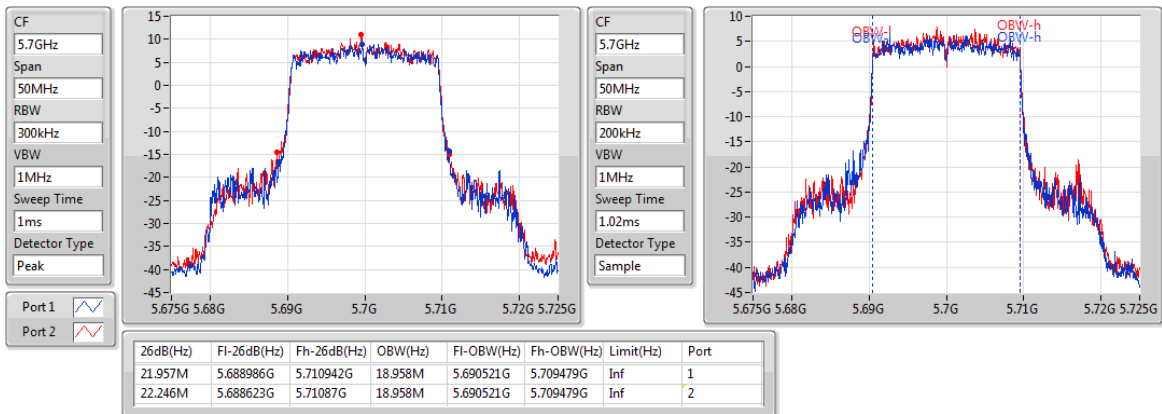 CF
5.7GHz
Span
50MHz
RBW
300kHz
VBW
1MHz
Sweep Time
1ms
Detector Type
Peak
Port 1
Port 2
15
10
5
0
-5
-10
-15
-20
-25
-30
-35
-40
-45
5.675G 5.68G 5.69G 5.7G 5.71G 5.72G 5.725G
CF
5.7GHz
Span
50MHz
RBW
200kHz
VBW
1MHz
Sweep Time
1.02ms
Detector Type
Sample
10
5
0
-5
-10
-15
-20
-25
-30
-35
-40
-45
OBW-l OBW-h
OBW-l OBW-h
5.675G 5.68G 5.69G 5.7G 5.71G 5.72G 5.725G
26dB(Hz) Fl-26dB(Hz) Fh-26dB(Hz) OBW(Hz) Fl-OBW(Hz) Fh-OBW(Hz) Limit(Hz) Port
21.957M 5.688986G 5.710942G 18.958M 5.690521G 5.709479G Inf 1
22.246M 5.688623G 5.71087G 18.958M 5.690521G 5.709479G Inf 2